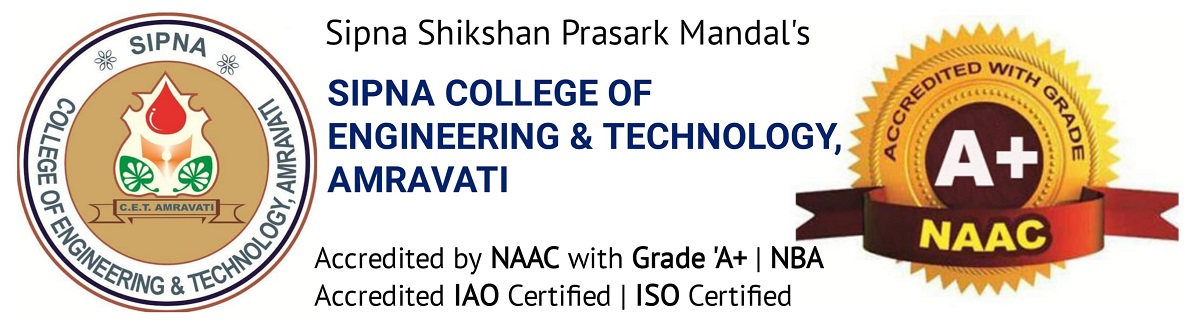 SIPNA
COLLEGE OF ENGINEERING & TECHNOLOGY, AMRAVATI
C.E.T. AMRAVATI
Sipna Shikshan Prasark Mandal's
SIPNA COLLEGE OF
ENGINEERING & TECHNOLOGY,
AMRAVATI
Accredited by NAAC with Grade 'A+ | NBA
Accredited IAO Certified | ISO Certified
ACCREDITED WITH GRADE
A+
NAAC